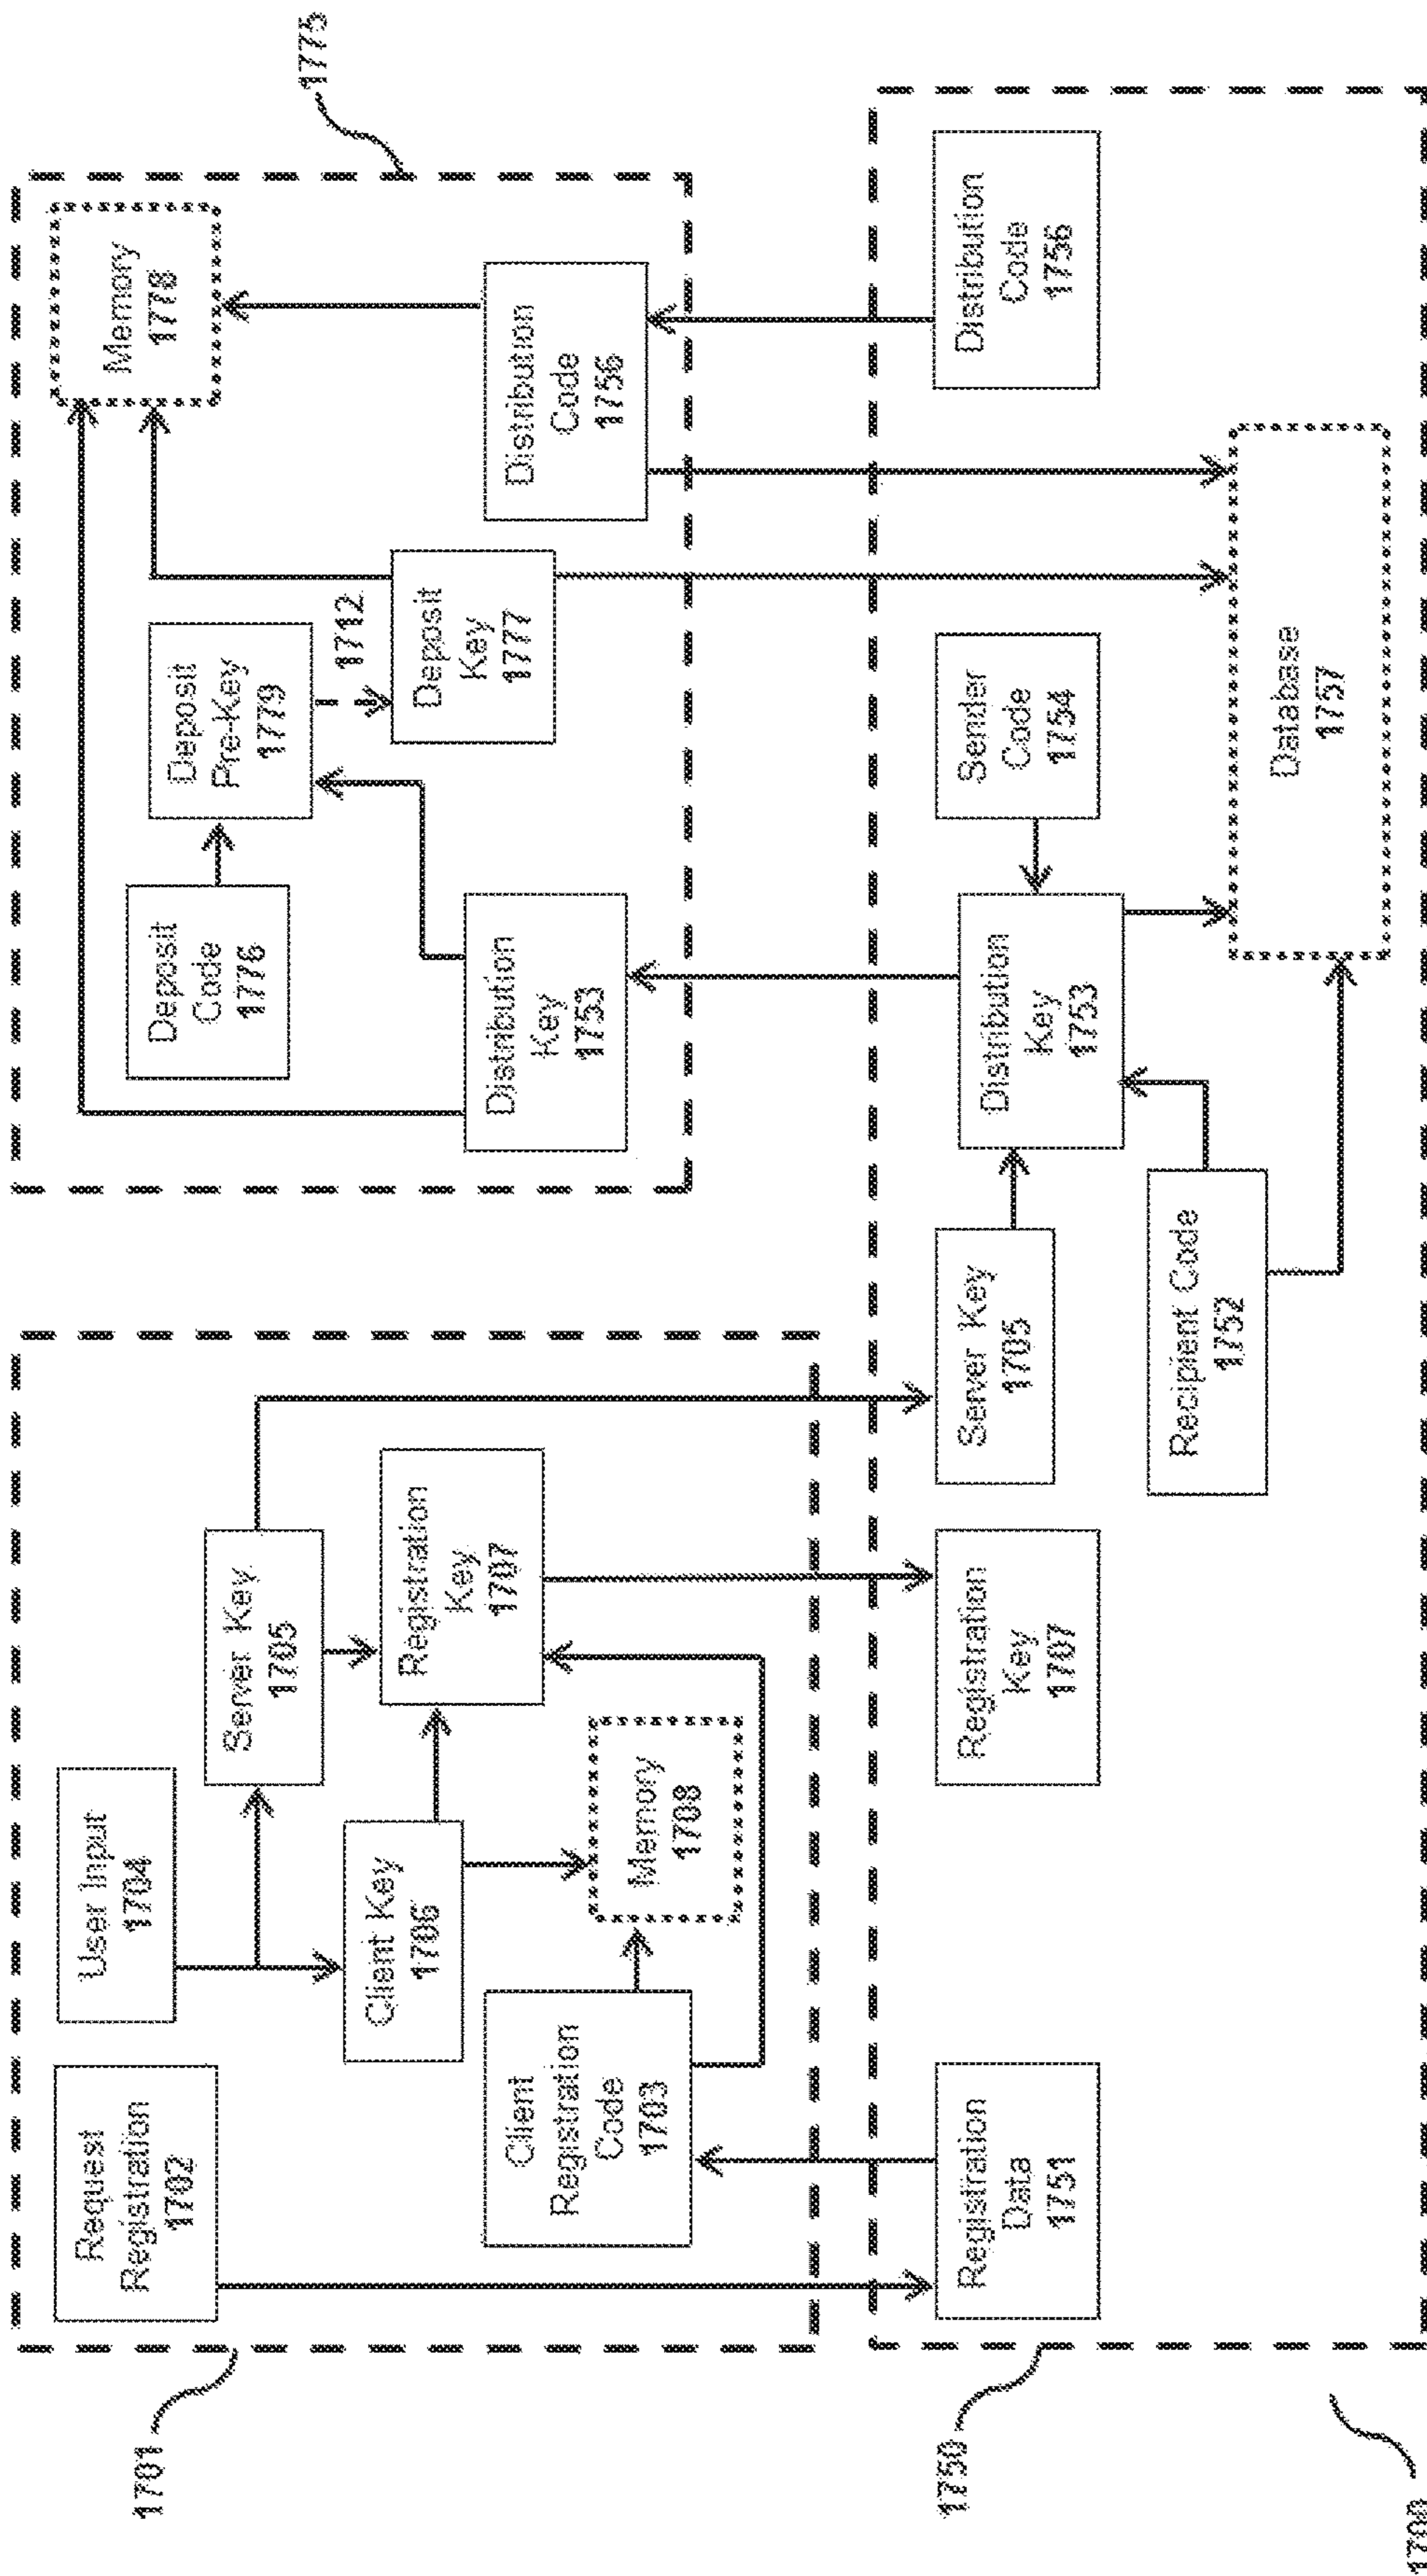 1701
Request
Registration
1702
User Input
1704
Server Key
1705
Client Key
1706
Registration
Key
1707
Client
Registration
Code
1703
Memory
1708
1775
Deposit
Code
1776
Deposit
Pre-Key
1779
1712
Deposit
Key
1777
Memory
1778
Distribution
Key
1753
Distribution
Code
1756
1750
Registration
Data
1751
Registration
Key
1707
Server Key
1705
Distribution
Key
1753
Sender
Code
1754
Distribution
Code
1756
Recipient Code
1752
Database
1757
1700